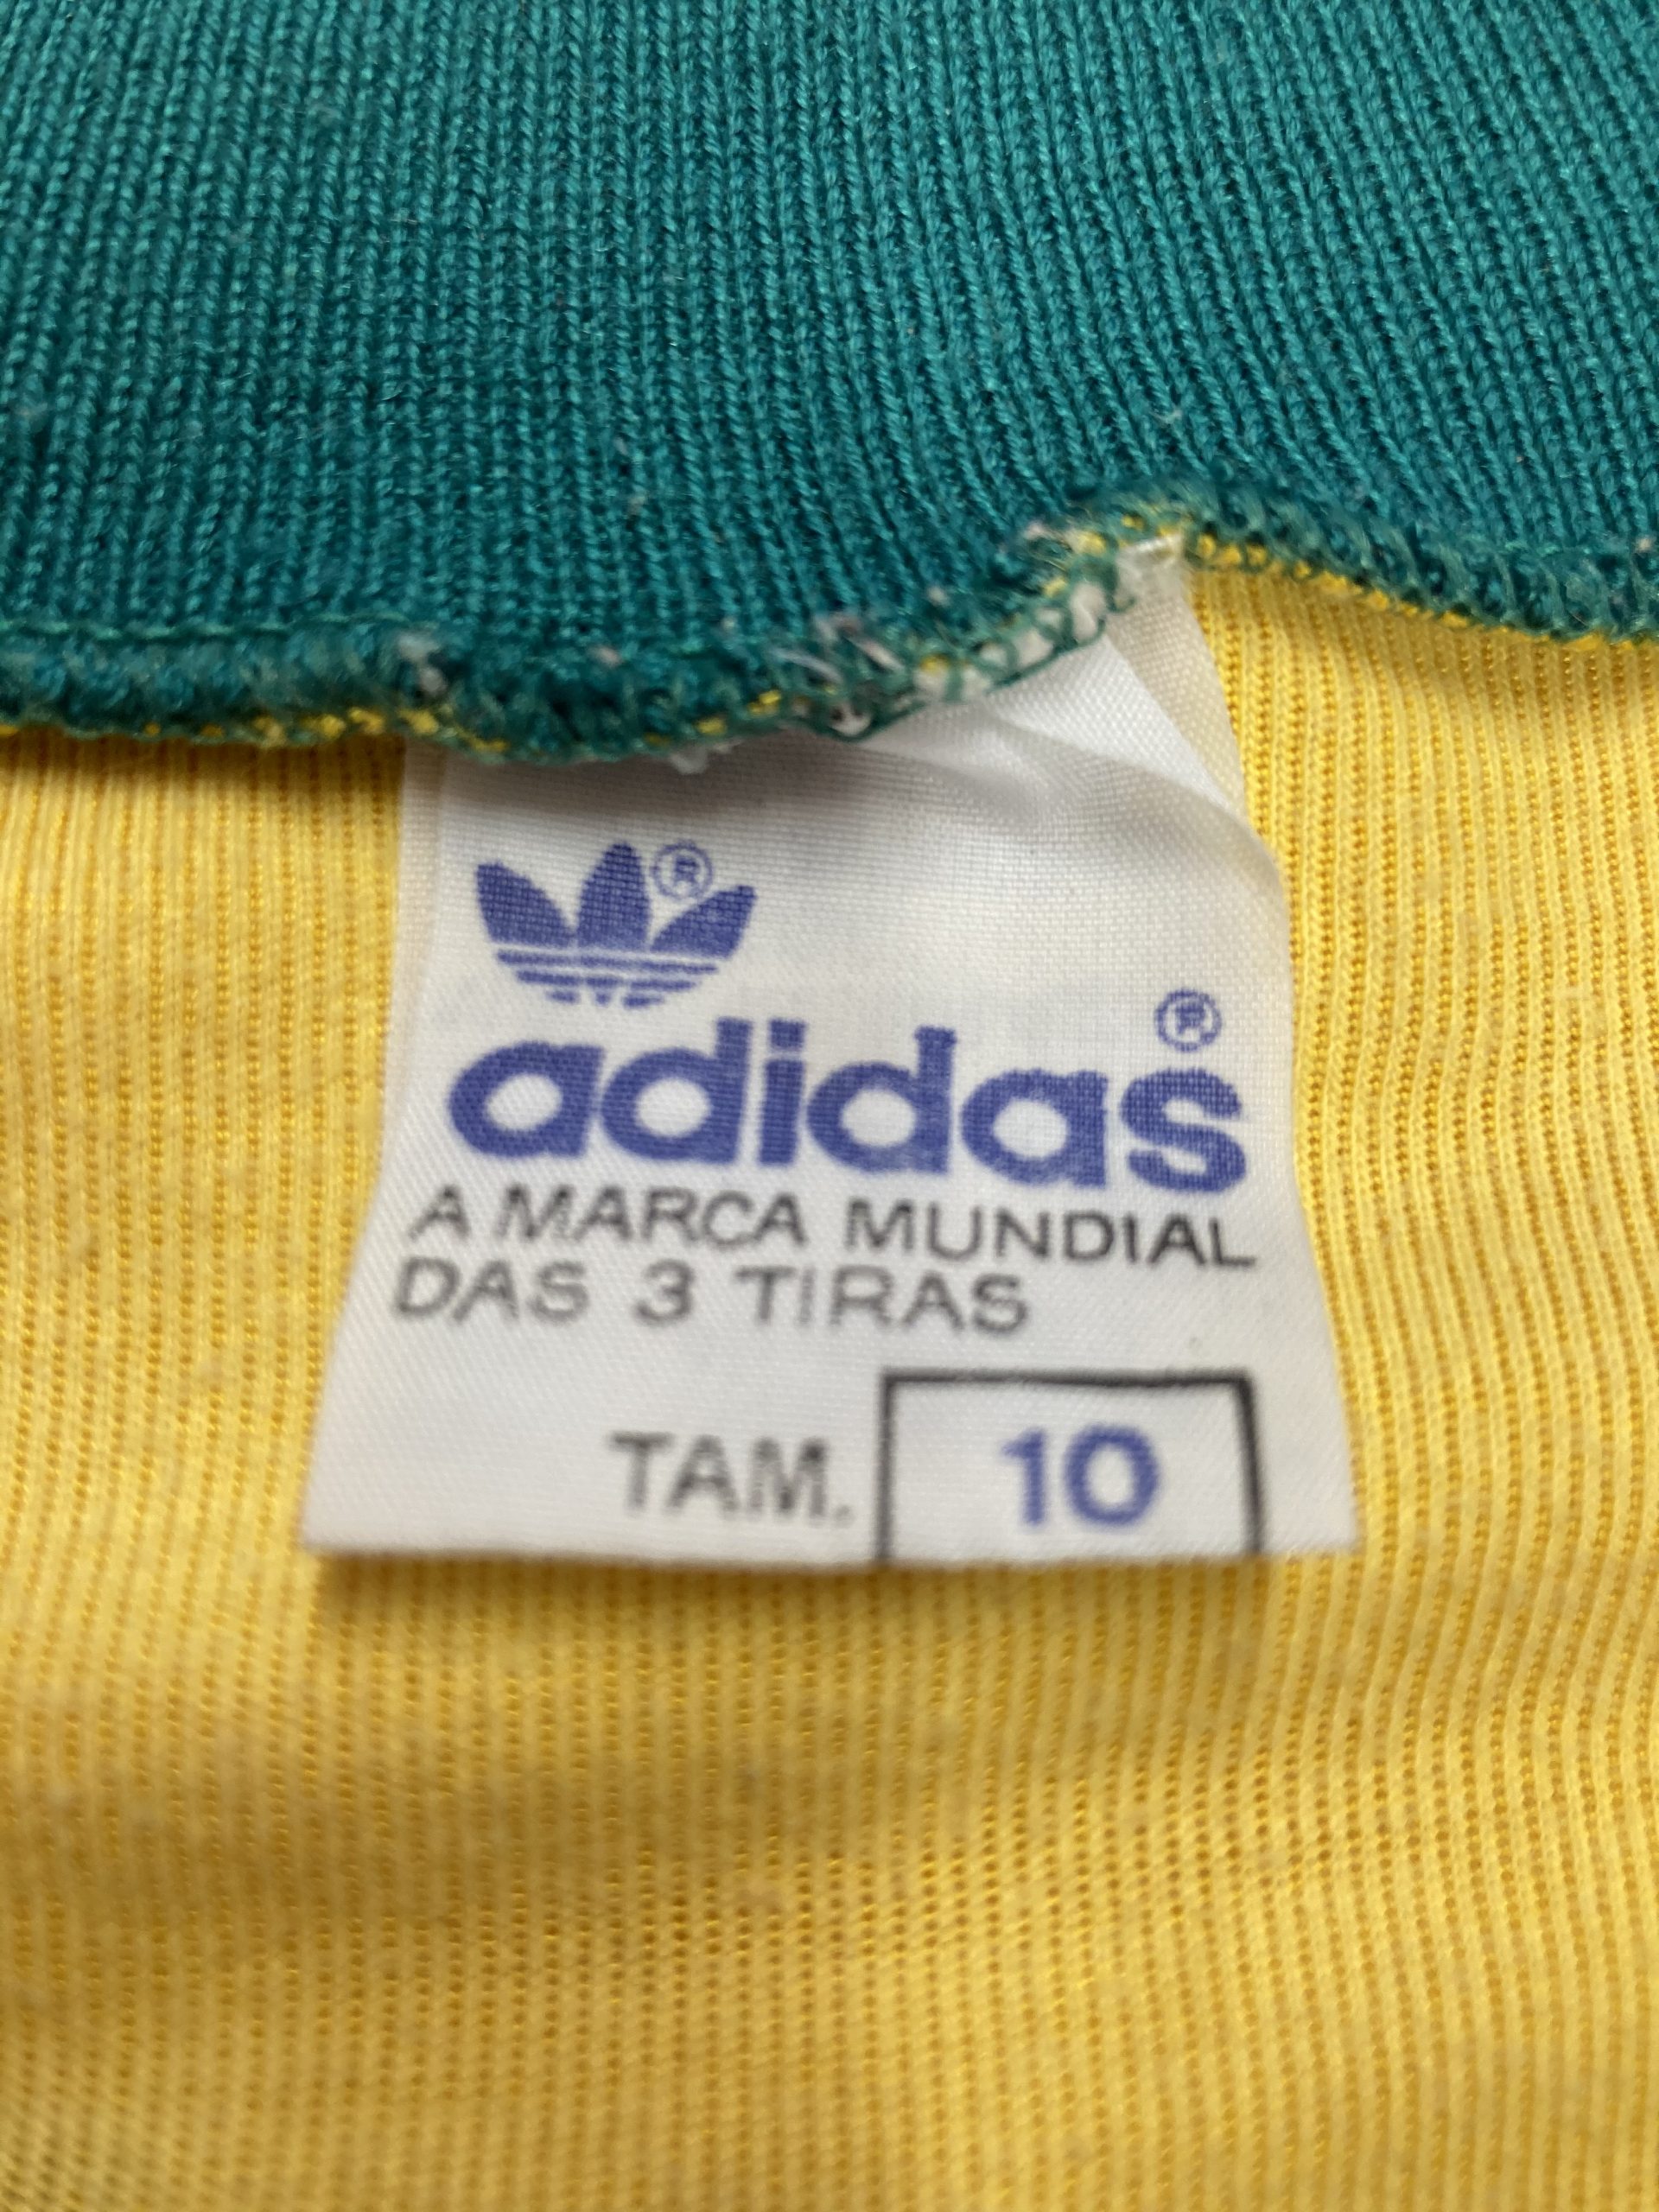 ®
adidas®
A MARCA MUNDIAL
DAS 3 TIRAS
TAM. 10